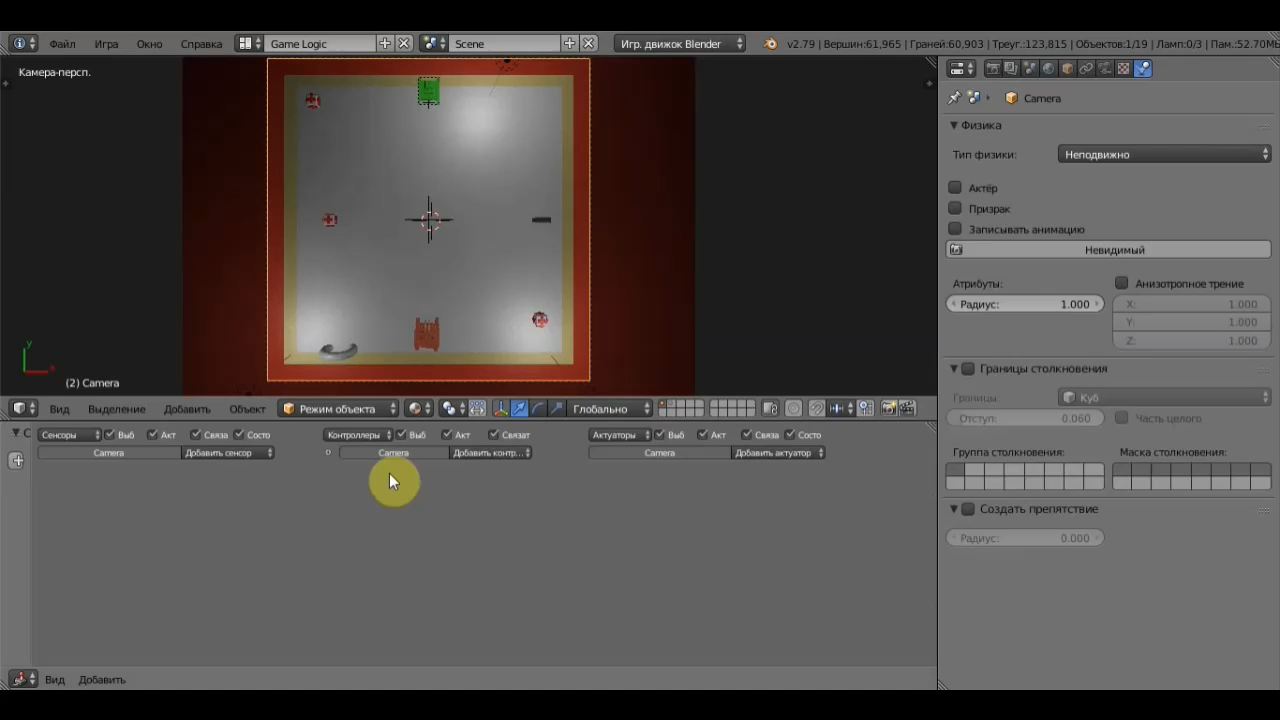 Файл Игра Окно Справка Game Logic Scene Игр. движок Blender v2.79 | Вершин:61,965 | Граней:60,903 | Треуг.:123,815 | Объектов:1/19 | Ламп:0/3 | Пам.:52.70МБ
Камера-персп.
Camera
Физика
Тип физики: Неподвижно
Актёр
Призрак
Записывать анимацию
Невидимый
Атрибуты: Анизотропное трение
Радиус: 1.000 X: 1.000
Y: 1.000
Z: 1.000
Границы столкновения
y
(2) Camera
Границы: Куб
Вид Выделение Добавить Объект Режим объекта Глобально
Отступ: 0.060 Часть целого
Сенсоры Выб Акт Связа Состо Контроллеры Выб Акт Связат Актуаторы Выб Акт Связа Состо
Camera Добавить сенсор Camera Добавить контр... Camera Добавить актуатор
Группа столкновения: Маска столкновения:
Создать препятствие
Радиус: 0.000
Вид Добавить